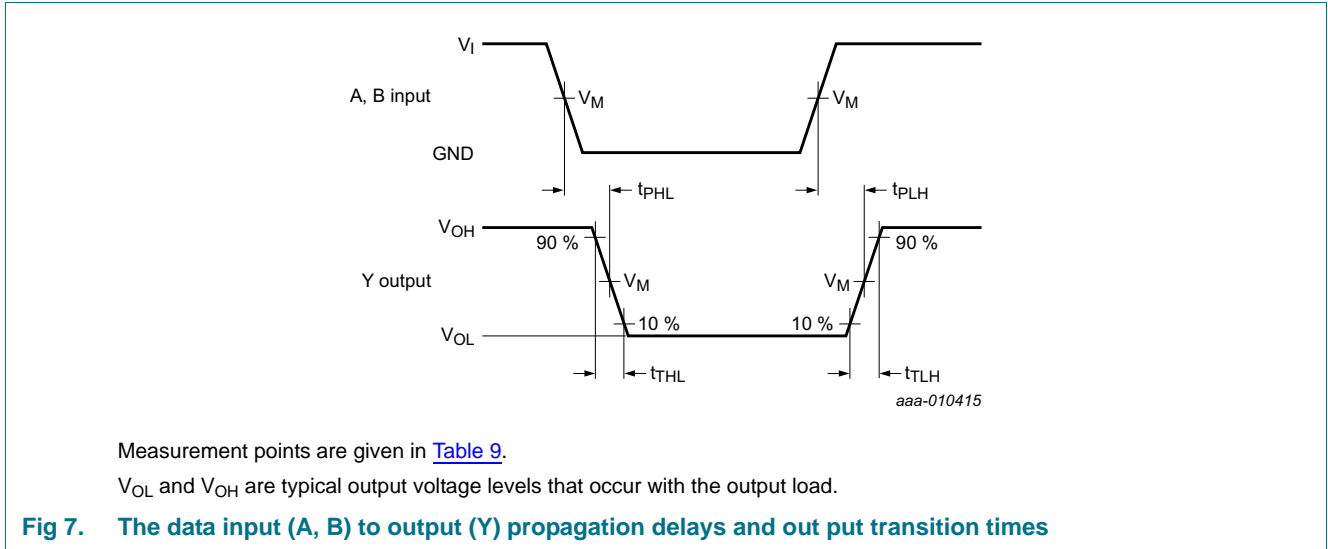 VI
A, B input
VM
VM
GND
tPHL
tPLH
VOH
90 %
90 %
Y output
VM
VM
10 %
10 %
VOL
tTHL
tTLH
aaa-010415
Measurement points are given in Table 9.
VOL and VOH are typical output voltage levels that occur with the output load.
Fig 7. The data input (A, B) to output (Y) propagation delays and out put transition times